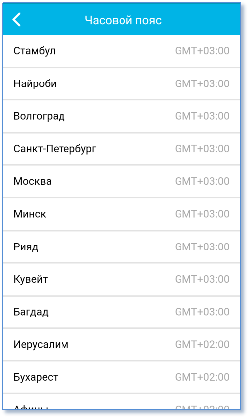 Часовой пояс
Стамбул GMT+03:00
Найроби GMT+03:00
Волгоград GMT+03:00
Санкт-Петербург GMT+03:00
Москва GMT+03:00
Минск GMT+03:00
Рияд GMT+03:00
Кувейт GMT+03:00
Багдад GMT+03:00
Иерусалим GMT+02:00
Бухарест GMT+02:00